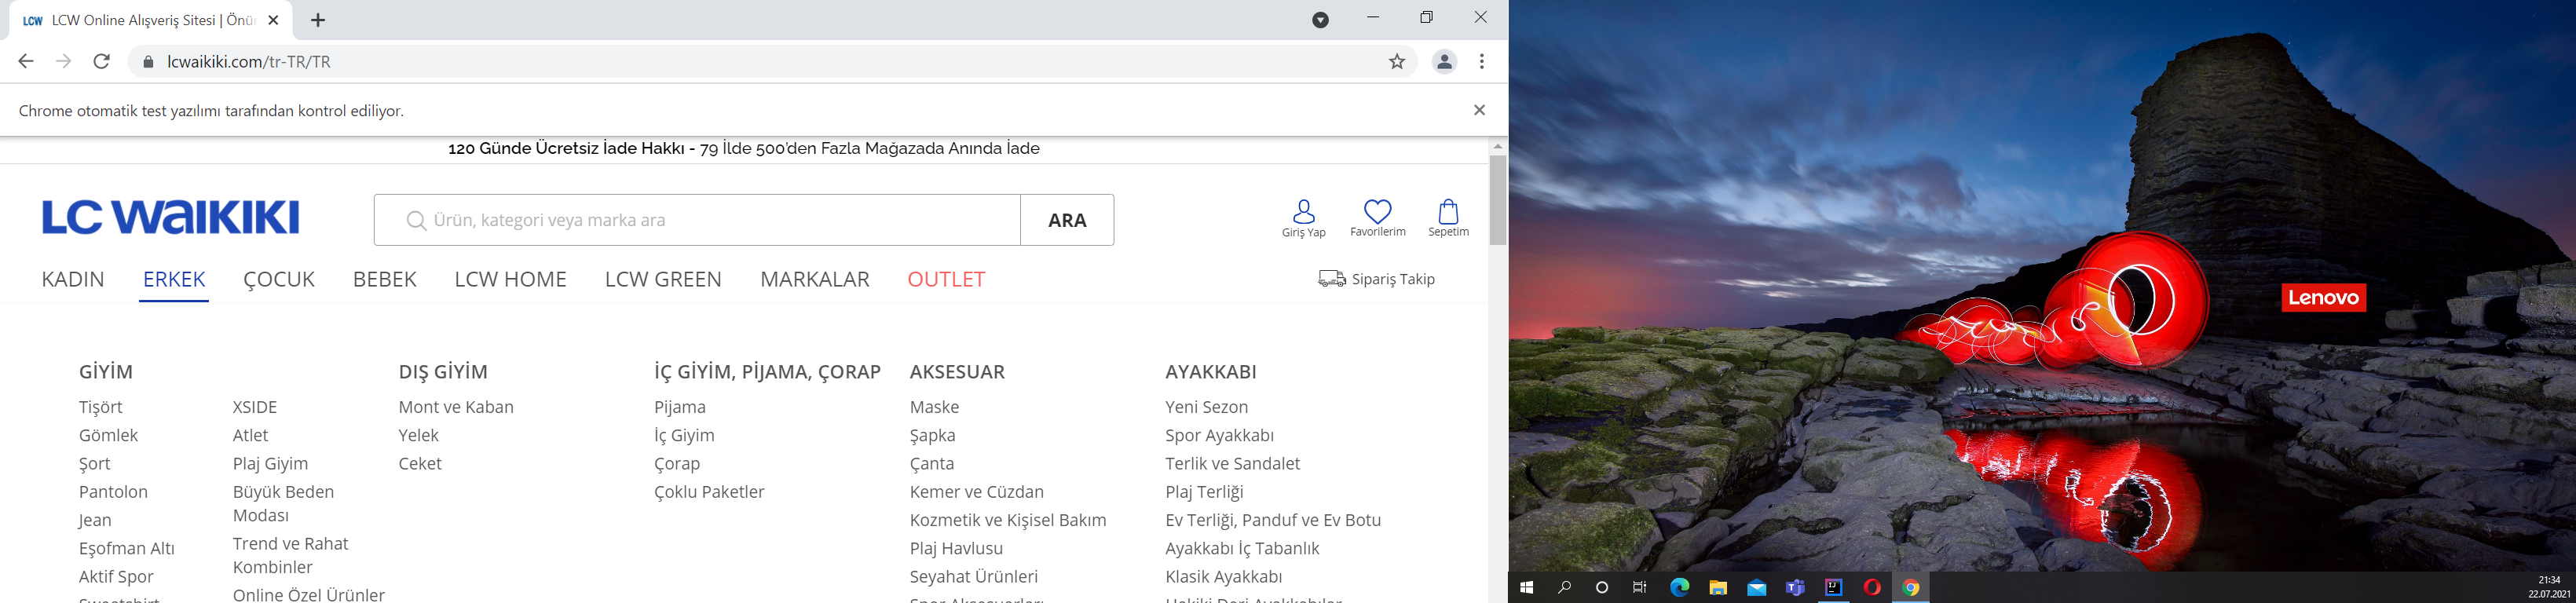 LCW LCW Online Alışveriş Sitesi | Önü
lcwaikiki.com/tr-TR/TR
Chrome otomatik test yazılımı tarafından kontrol ediliyor.
120 Günde Ücretsiz İade Hakkı - 79 İlde 500'den Fazla Mağazada Anında İade
LC WAIKIKI
Ürün, kategori veya marka ara
ARA
Giriş Yap
Favorilerim
Sepetim
KADIN ERKEK ÇOCUK BEBEK LCW HOME LCW GREEN MARKALAR OUTLET
Sipariş Takip
GİYİM
Tişört
Gömlek
Şort
Pantolon
Jean
Eşofman Altı
Aktif Spor
Sweatshirt
XSIDE
Atlet
Plaj Giyim
Büyük Beden
Modası
Trend ve Rahat
Kombinler
Online Özel Ürünler
DIŞ GİYİM
Mont ve Kaban
Yelek
Ceket
İÇ GİYİM, PİJAMA, ÇORAP
Pijama
İç Giyim
Çorap
Çoklu Paketler
AKSESUAR
Maske
Şapka
Çanta
Kemer ve Cüzdan
Kozmetik ve Kişisel Bakım
Plaj Havlusu
Seyahat Ürünleri
Spor Aksesuarları
AYAKKABI
Yeni Sezon
Spor Ayakkabı
Terlik ve Sandalet
Plaj Terliği
Ev Terliği, Panduf ve Ev Botu
Ayakkabı İç Tabanlık
Klasik Ayakkabı
Hakiki Deri Ayakkabılar
Lenovo
21:34
22.07.2021